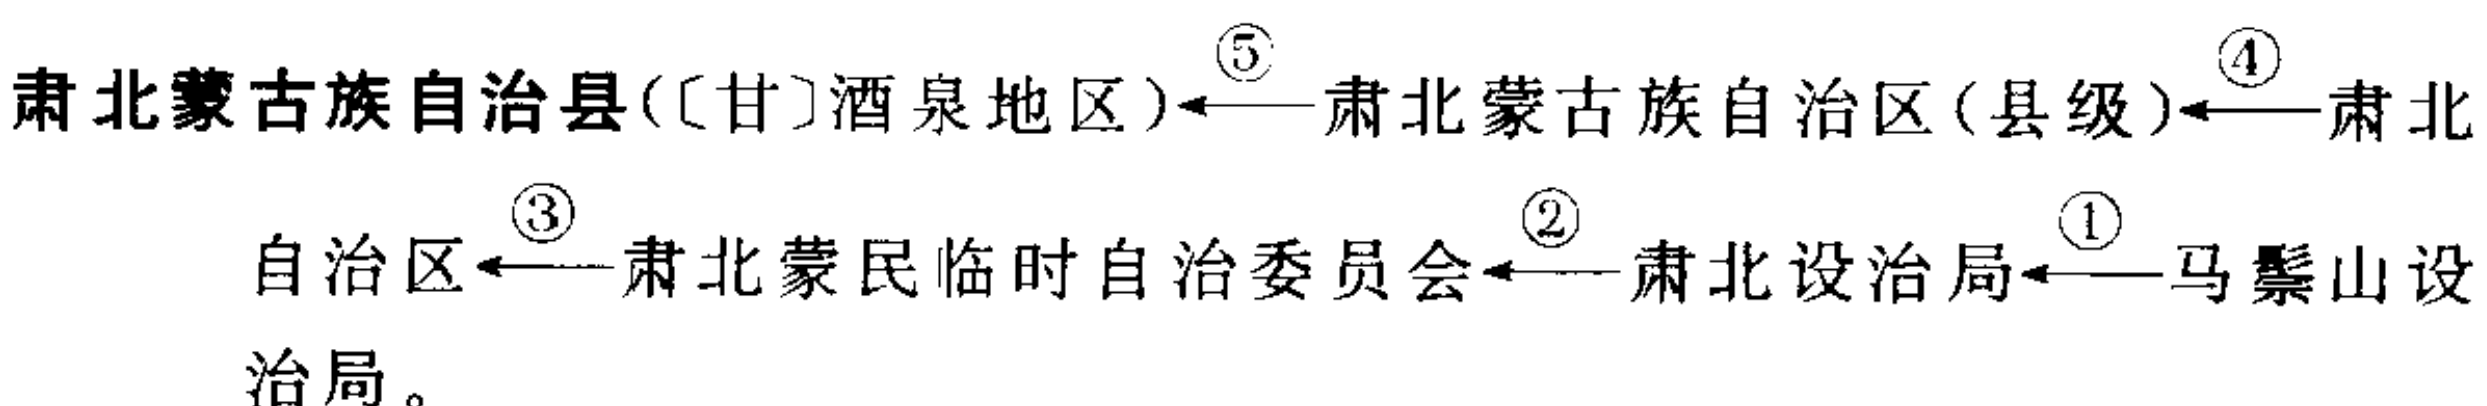 肃北蒙古族自治县(〔甘〕酒泉地区)←⑤肃北蒙古族自治区(县级)←④肃北
自治区←③肃北蒙民临时自治委员会←②肃北设治局←①马鬃山设
治局。